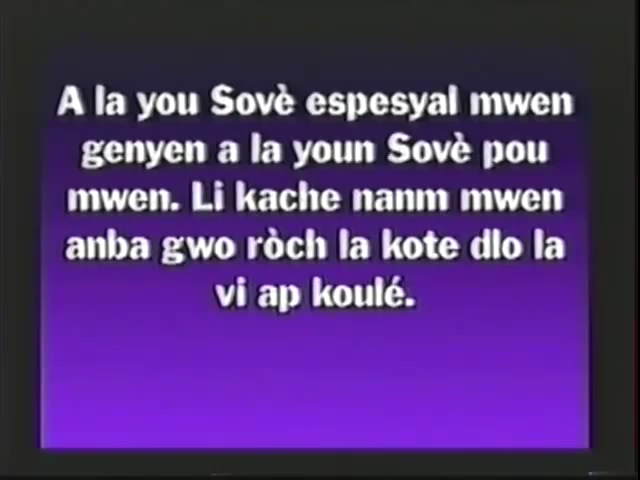 A la you Sovè espesyal mwen
genyen a la youn Sovè pou
mwen. Li kache nanm mwen
anba gwo ròch la kote dlo la
vi ap koulé.